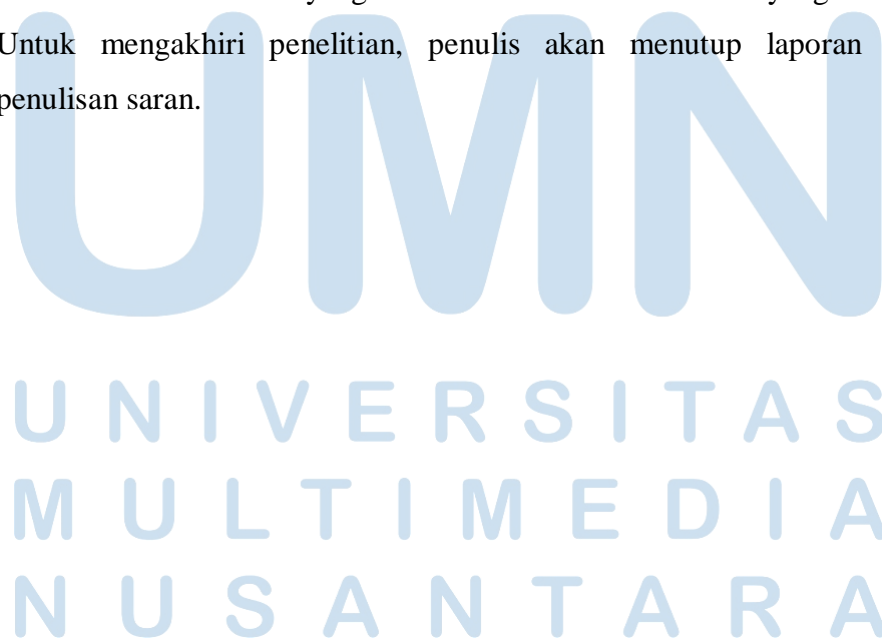 Untuk mengakhiri penelitian, penulis akan menutup laporan
penulisan saran.
UMN
UNIVERSITAS
MULTIMEDIA
NUSANTARA